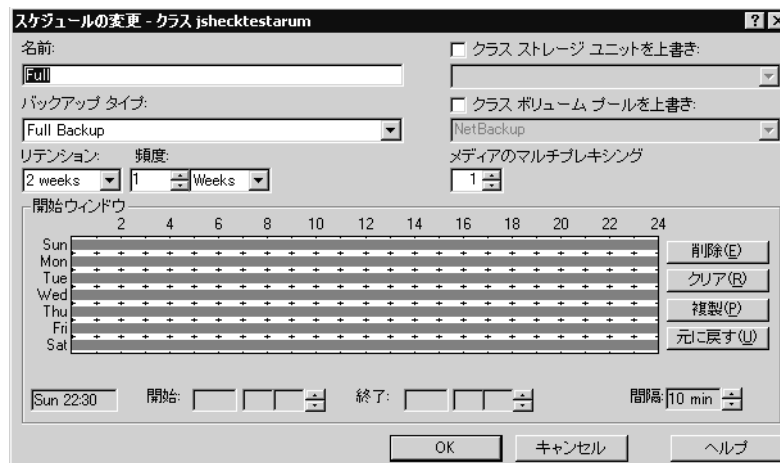 スケジュールの変更 - クラス jshecktestarum
名前:
Full
クラス ストレージ ユニットを上書き:
バックアップ タイプ:
Full Backup
クラス ボリューム プールを上書き:
NetBackup
リテンション: 頻度:
2 weeks 1 Weeks
メディアのマルチプレキシング
1
開始ウィンドウ
2 4 6 8 10 12 14 16 18 20 22 24
Sun
Mon
Tue
Wed
Thu
Fri
Sat
削除(E)
クリア(R)
複製(P)
元に戻す(U)
Sun 22:30 開始: 終了: 間隔: 10 min
OK キャンセル ヘルプ